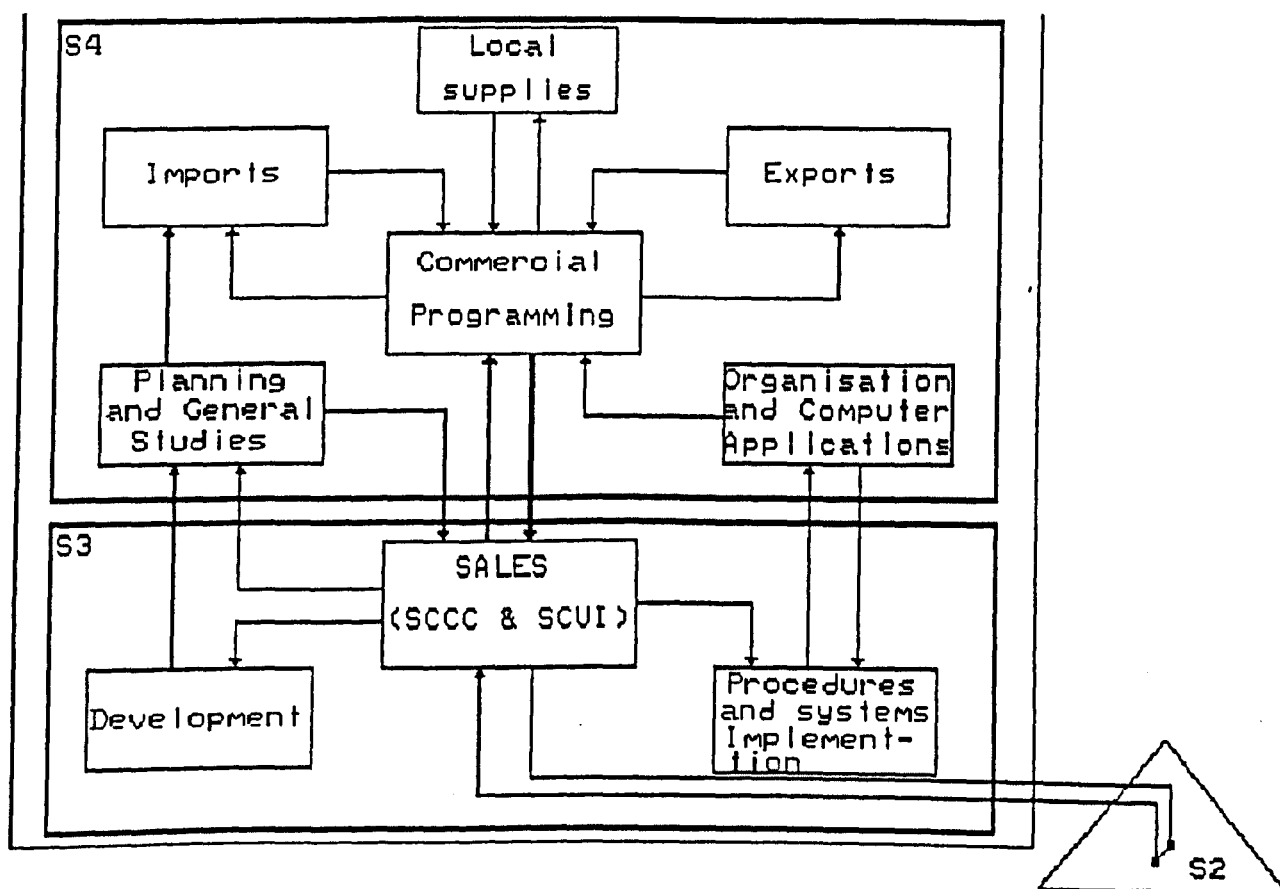 S4
Local
supplies
Imports
Exports
Commercial
Programming
Planning
and General
Studies
Organisation
and Computer
Applications
S3
SALES
(SCCC & SCVI)
Development
Procedures
and systems
Implement-
tion
S2